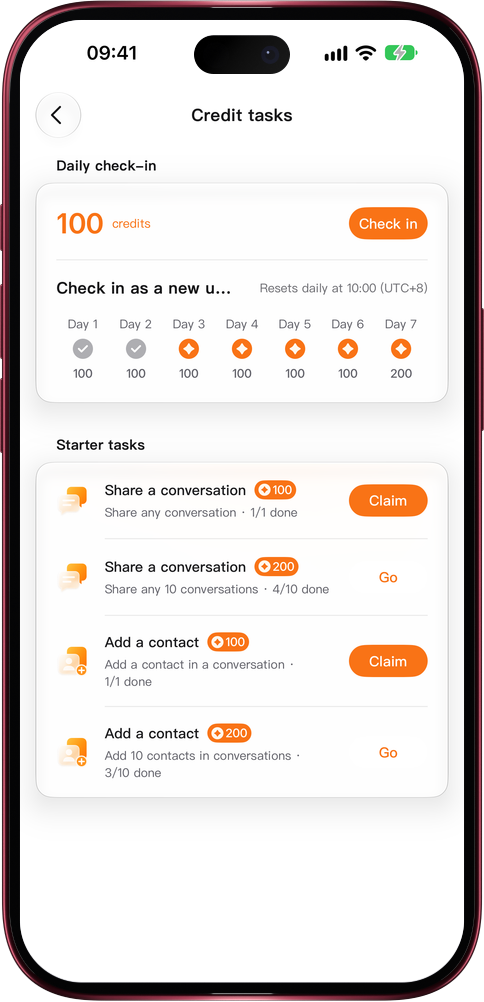 09:41
Credit tasks
Daily check-in
100 credits
Check in
Check in as a new u...
Resets daily at 10:00 (UTC+8)
Day 1 Day 2 Day 3 Day 4 Day 5 Day 6 Day 7
100 100 100 100 100 100 200
Starter tasks
Share a conversation 100
Share any conversation · 1/1 done
Claim
Share a conversation 200
Share any 10 conversations · 4/10 done
Go
Add a contact 100
Add a contact in a conversation ·
1/1 done
Claim
Add a contact 200
Add 10 contacts in conversations ·
3/10 done
Go